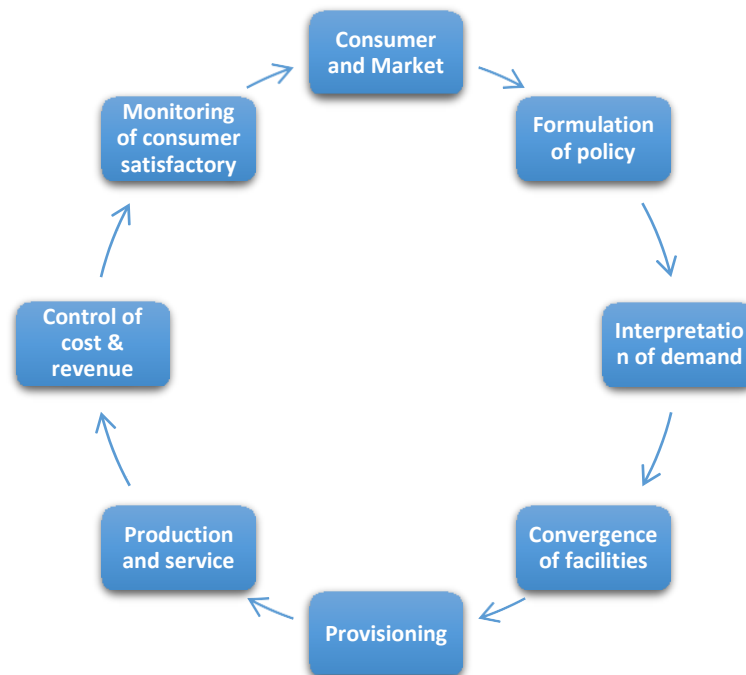 Consumer
and Market
Formulation
of policy
Interpretatio
n of demand
Convergence
of facilities
Provisioning
Production
and service
Control of
cost &
revenue
Monitoring
of consumer
satisfactory